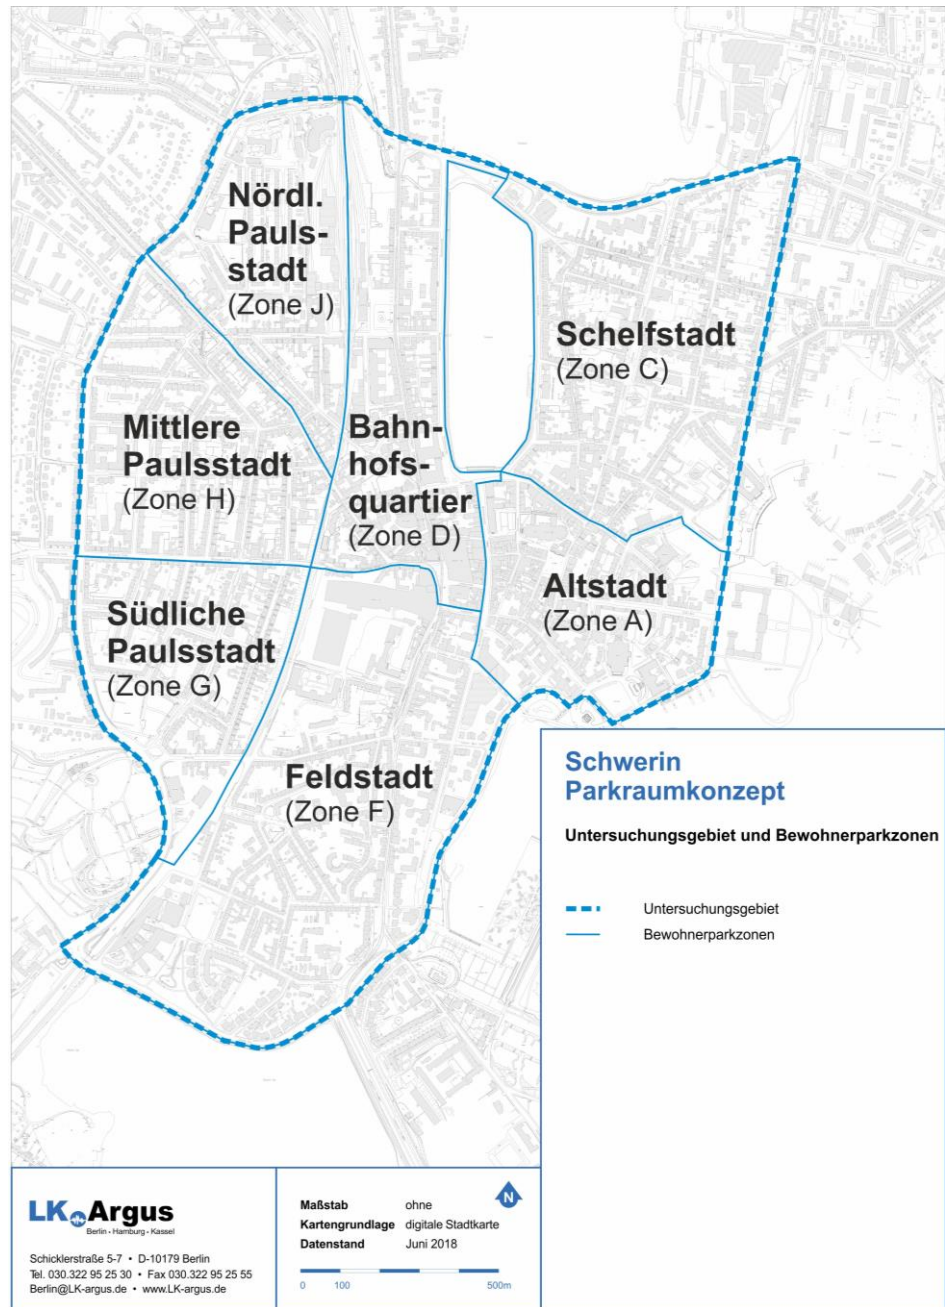 Nördl.
Pauls-
stadt
(Zone J)
Schelfstadt
(Zone C)
Mittlere
Paulsstadt
(Zone H)
Bahn-
hofs-
quartier
(Zone D)
Altstadt
(Zone A)
Südliche
Paulsstadt
(Zone G)
Feldstadt
(Zone F)
Schwerin
Parkraumkonzept
Untersuchungsgebiet und Bewohnerparkzonen
Untersuchungsgebiet
Bewohnerparkzonen
LK Argus
Berlin • Hamburg • Kassel
Schicklerstraße 5-7 • D-10179 Berlin
Tel. 030.322 95 25 30 • Fax 030.322 95 25 55
Berlin@LK-argus.de • www.LK-argus.de
N
Maßstab ohne
Kartengrundlage digitale Stadtkarte
Datenstand Juni 2018
0 100 500m